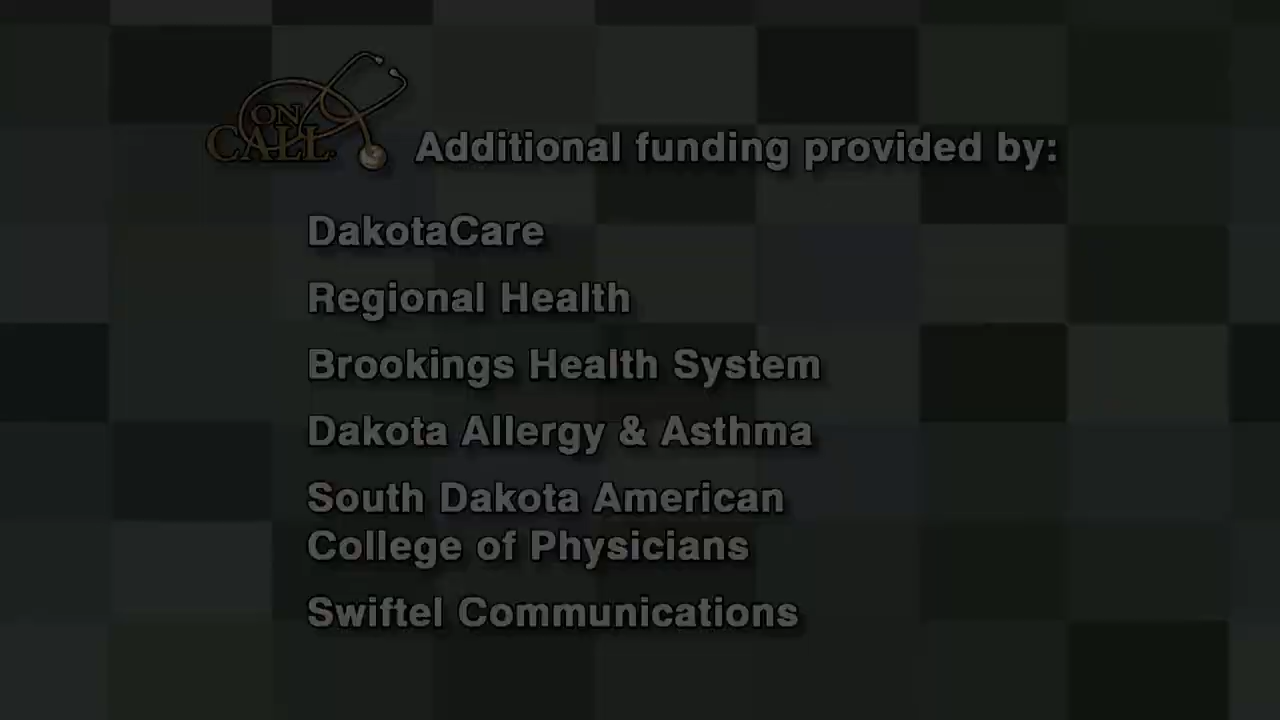 ON
CALL
Additional funding provided by:
DakotaCare
Regional Health
Brookings Health System
Dakota Allergy & Asthma
South Dakota American
College of Physicians
Swiftel Communications